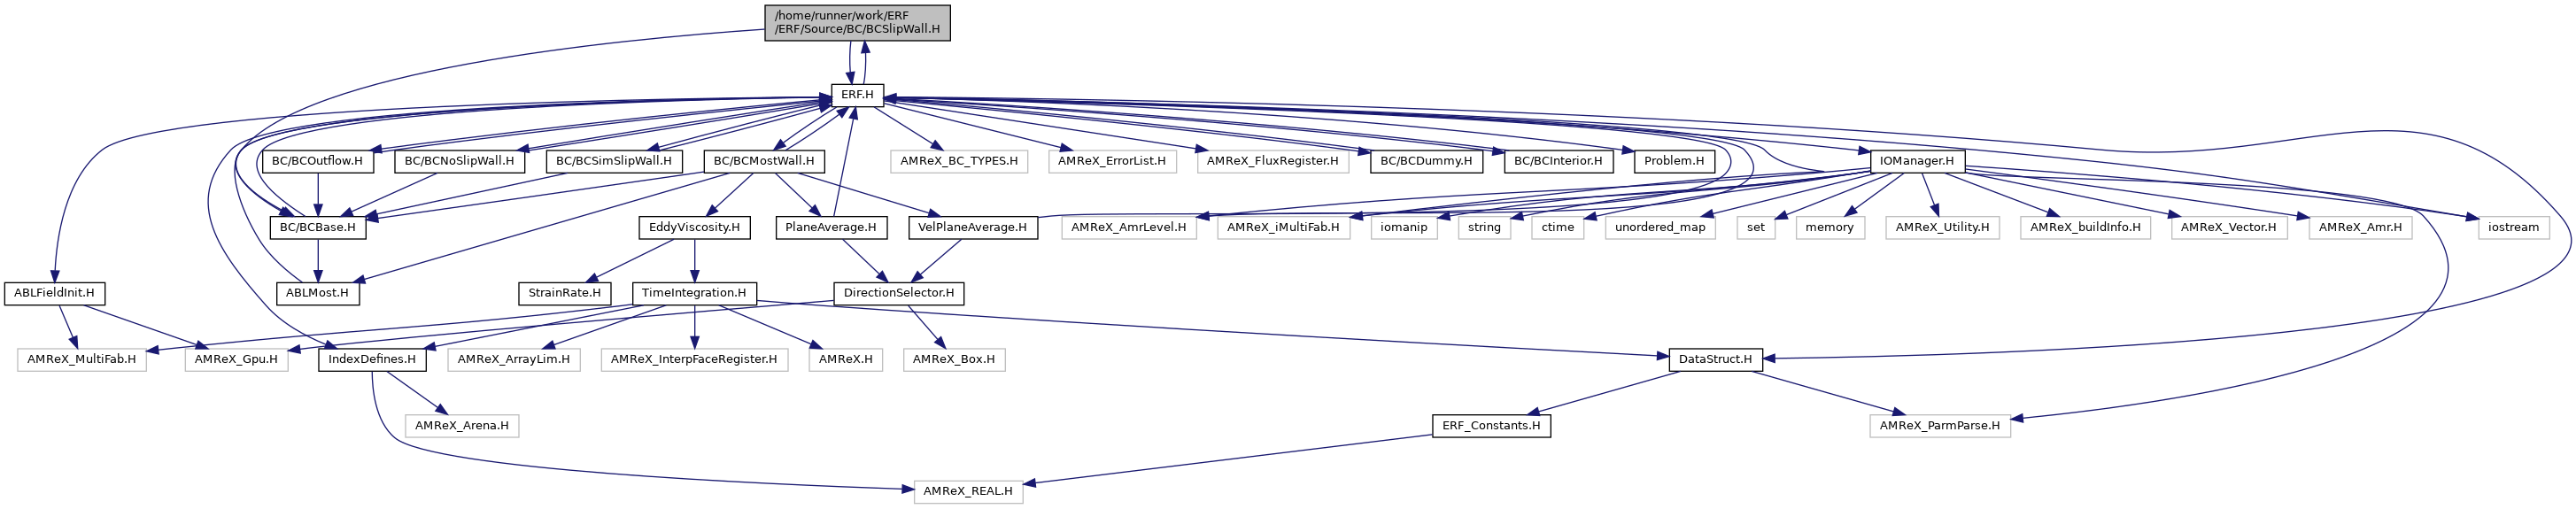 /home/runner/work/ERF
/ERF/Source/BC/BCSlipWall.H
ERF.H
BC/BCOutflow.H
BC/BCNoSlipWall.H
BC/BCSimSlipWall.H
BC/BCMostWall.H
AMReX_BC_TYPES.H
AMReX_ErrorList.H
AMReX_FluxRegister.H
BC/BCDummy.H
BC/BCInterior.H
Problem.H
IOManager.H
BC/BCBase.H
EddyViscosity.H
PlaneAverage.H
VelPlaneAverage.H
AMReX_AmrLevel.H
AMReX_iMultiFab.H
iomanip
string
ctime
unordered_map
set
memory
AMReX_Utility.H
AMReX_buildInfo.H
AMReX_Vector.H
AMReX_Amr.H
iostream
ABLFieldInit.H
ABLMost.H
StrainRate.H
TimeIntegration.H
DirectionSelector.H
AMReX_MultiFab.H
AMReX_Gpu.H
IndexDefines.H
AMReX_ArrayLim.H
AMReX_InterpFaceRegister.H
AMReX.H
AMReX_Box.H
DataStruct.H
AMReX_Arena.H
ERF_Constants.H
AMReX_ParmParse.H
AMReX_REAL.H